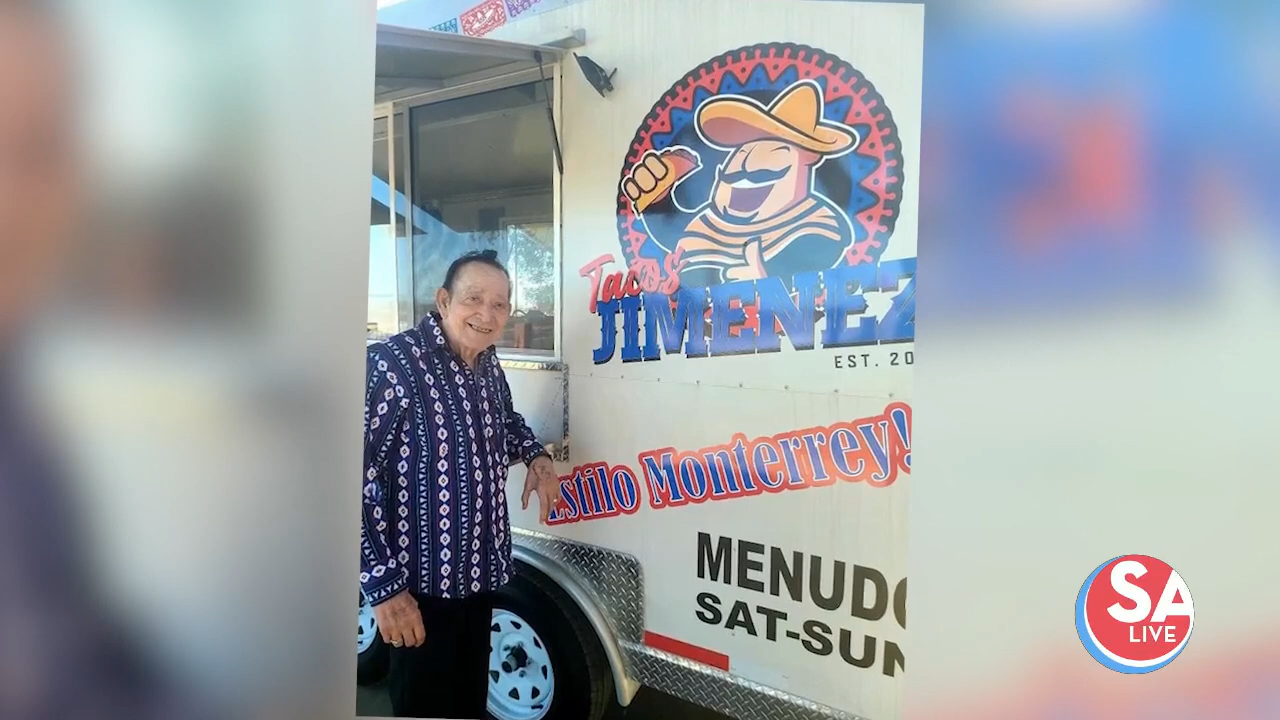 Tacos
JIMENEZ
EST. 20
Estilo Monterrey!
MENUDO
SAT-SUN
SA
LIVE